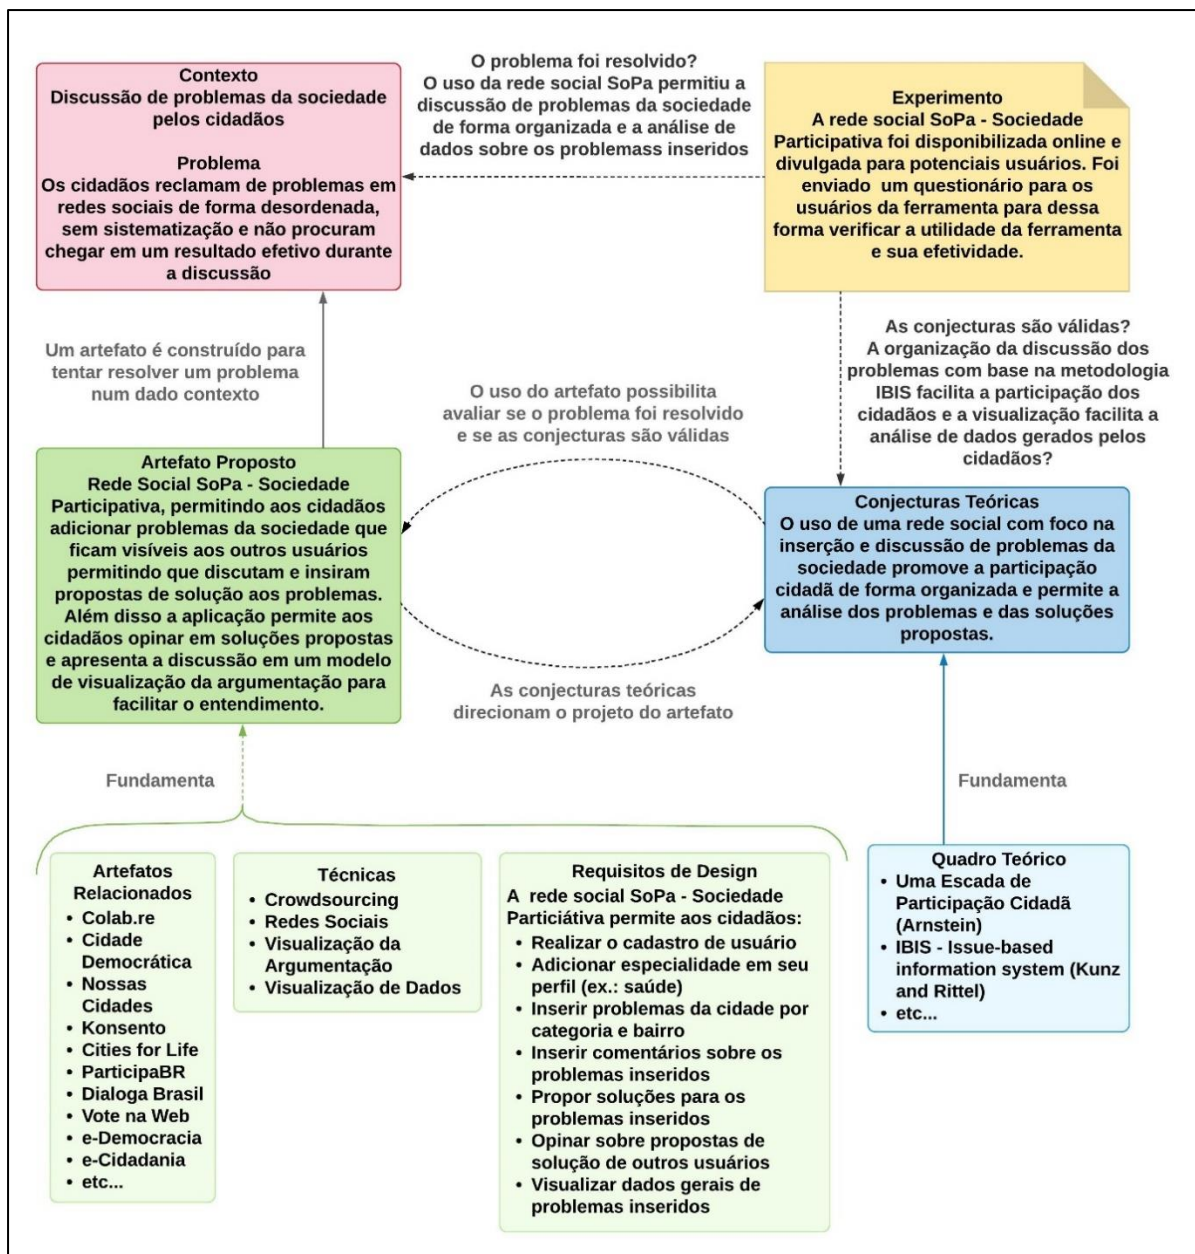 Contexto
Discussão de problemas da sociedade
pelos cidadãos
Problema
Os cidadãos reclamam de problemas em
redes sociais de forma desordenada,
sem sistematização e não procuram
chegar em um resultado efetivo durante
a discussão
O problema foi resolvido?
O uso da rede social SoPa permitiu a
discussão de problemas da sociedade
de forma organizada e a análise de
dados sobre os problemass inseridos
Experimento
A rede social SoPa - Sociedade
Participativa foi disponibilizada online e
divulgada para potenciais usuários. Foi
enviado um questionário para os
usuários da ferramenta para dessa
forma verificar a utilidade da ferramenta
e sua efetividade.
Um artefato é construído para
tentar resolver um problema
num dado contexto
O uso do artefato possibilita
avaliar se o problema foi resolvido
e se as conjecturas são válidas
As conjecturas são válidas?
A organização da discussão dos
problemas com base na metodologia
IBIS facilita a participação dos
cidadãos e a visualização facilita a
análise de dados gerados pelos
cidadãos?
Artefato Proposto
Rede Social SoPa - Sociedade
Participativa, permitindo aos cidadãos
adicionar problemas da sociedade que
ficam visíveis aos outros usuários
permitindo que discutam e insiram
propostas de solução aos problemas.
Além disso a aplicação permite aos
cidadãos opinar em soluções propostas
e apresenta a discussão em um modelo
de visualização da argumentação para
facilitar o entendimento.
Conjecturas Teóricas
O uso de uma rede social com foco na
inserção e discussão de problemas da
sociedade promove a participação
cidadã de forma organizada e permite a
análise dos problemas e das soluções
propostas.
As conjecturas teóricas
direcionam o projeto do artefato
Fundamenta
Fundamenta
Artefatos
Relacionados
• Colab.re
• Cidade
Democrática
• Nossas
Cidades
• Konsento
• Cities for Life
• ParticipaBR
• Dialoga Brasil
• Vote na Web
• e-Democracia
• e-Cidadania
• etc...
Técnicas
• Crowdsourcing
• Redes Sociais
• Visualização da
Argumentação
• Visualização de Dados
Requisitos de Design
A rede social SoPa - Sociedade
Particiátiva permite aos cidadãos:
• Realizar o cadastro de usuário
• Adicionar especialidade em seu
perfil (ex.: saúde)
• Inserir problemas da cidade por
categoria e bairro
• Inserir comentários sobre os
problemas inseridos
• Propor soluções para os
problemas inseridos
• Opinar sobre propostas de
solução de outros usuários
• Visualizar dados gerais de
problemas inseridos
Quadro Teórico
• Uma Escada de
Participação Cidadã
(Arnstein)
• IBIS - Issue-based
information system (Kunz
and Rittel)
• etc...